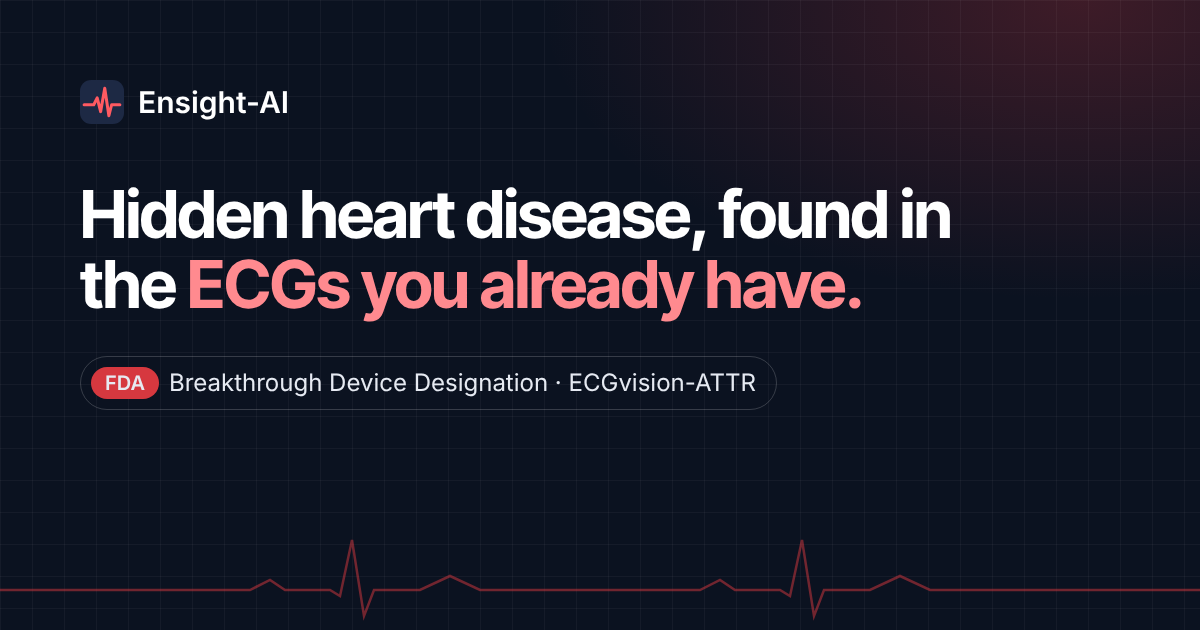 Ensight-AI
Hidden heart disease, found in
the ECGs you already have.
FDA Breakthrough Device Designation · ECGvision-ATTR